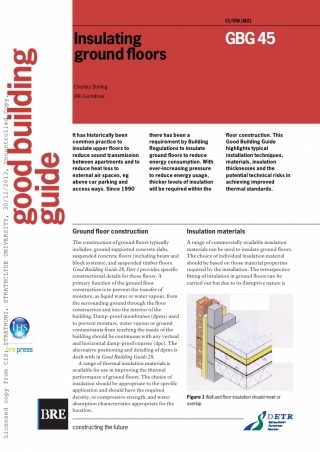 CI/SfB (M2)
Insulating
ground floors
GBG 45
Charles Stirling
good building
guide
It has historically been
common practice to
insulate upper floors to
reduce sound transmission
between apartments and to
reduce heat loss to
external air spaces, eg
above car parking and
access ways. Since 1990
there has been a
requirement by Building
Regulations to insulate
ground floors to reduce
energy consumption. With
ever-increasing pressure
to reduce energy usage,
thicker levels of insulation
will be required within the
floor construction. This
Good Building Guide
highlights typical
installation techniques,
materials, insulation
thicknesses and the
potential technical risks in
achieving improved
thermal standards.
Ground floor construction
The construction of ground floors typically
includes: ground supported concrete slabs,
suspended concrete floors (including beam and
block systems), and suspended timber floors.
Good Building Guide 28, Part 1 provides specific
constructional details for these floors. A
primary function of the ground floor
construction is to prevent the transfer of
moisture, as liquid water or water vapour, from
the surrounding ground through the floor
construction and into the interior of the
building. Damp-proof membranes (dpms) used
to prevent moisture, water vapour or ground
contaminants from reaching the inside of the
building should be continuous with any vertical
and horizontal damp-proof courses (dpc). The
alternative positioning and detailing of dpms is
dealt with in Good Building Guide 28.
A range of thermal insulation materials is
available for use in improving the thermal
performance of ground floors. The choice of
insulation should be appropriate to the specific
application and should have the required
density, or compressive strength, and water
absorption characteristics appropriate for the
location.
Insulation materials
A range of commercially available insulation
materials can be used to insulate ground floors.
The choice of individual insulation material
should be based on those material properties
required by the installation. The retrospective
fitting of insulation in ground floors can be
carried out but due to its disruptive nature is
Figure 1 Wall and floor insulation should meet or
overlap
IHS
press
BRE
constructing the future
DETR
Licensed copy from IIS: STRATHUNI, STRATHCLYDE UNIVERSITY, 30/12/2013, Uncontrolled Copy.